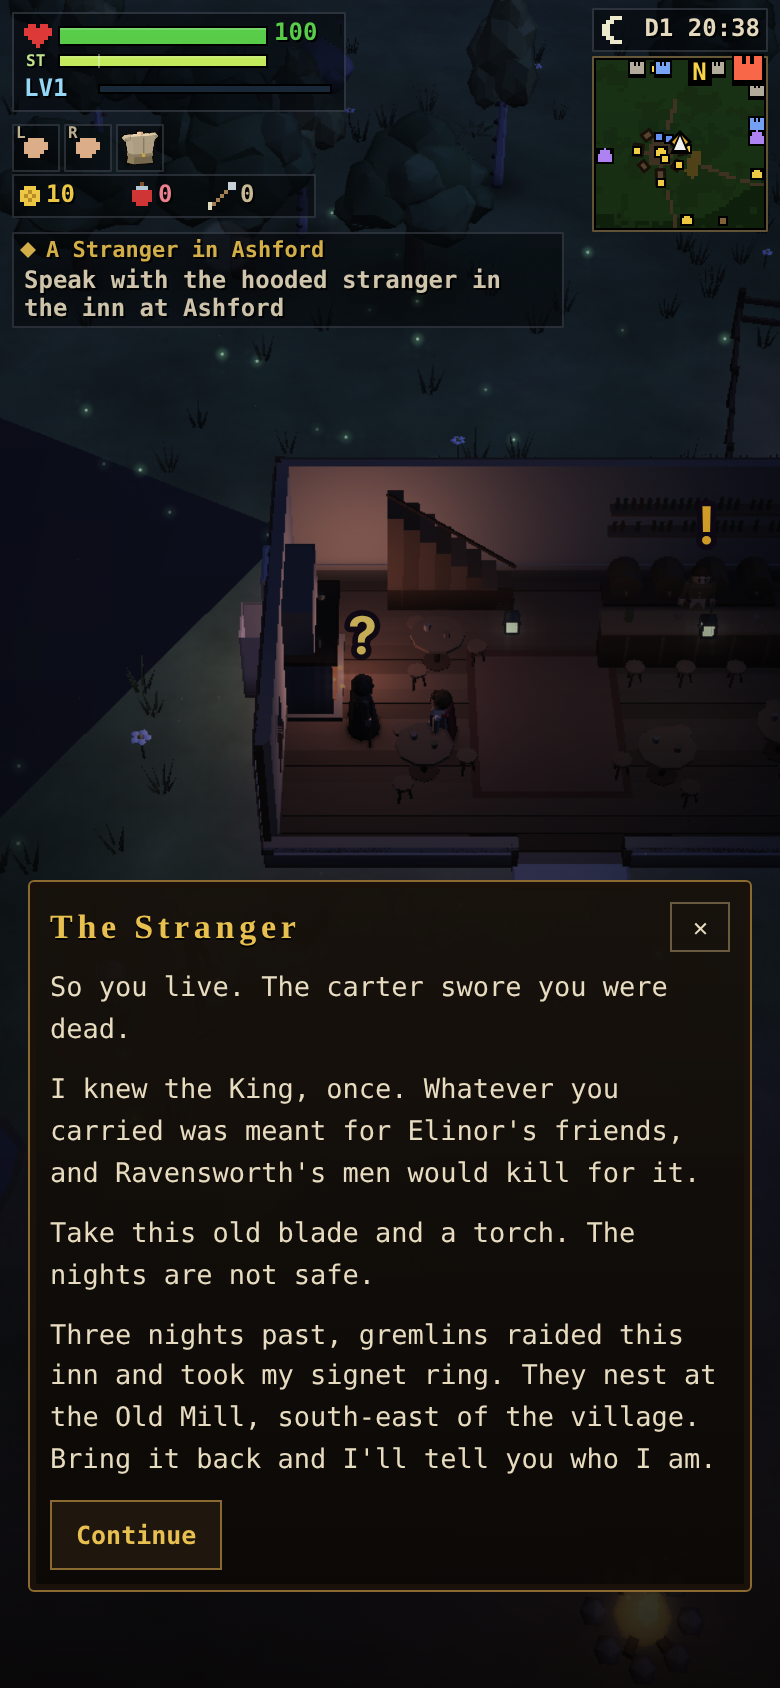 100
D1 20:38
ST
LV1
N
L
R
10
0
0
A Stranger in Ashford
Speak with the hooded stranger in
the inn at Ashford
!
?
The Stranger
×
So you live. The carter swore you were
dead.
I knew the King, once. Whatever you
carried was meant for Elinor's friends,
and Ravensworth's men would kill for it.
Take this old blade and a torch. The
nights are not safe.
Three nights past, gremlins raided this
inn and took my signet ring. They nest at
the Old Mill, south-east of the village.
Bring it back and I'll tell you who I am.
Continue